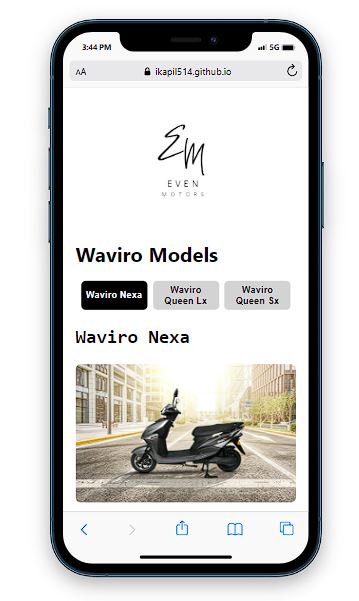 3:44 PM
5G
AA
ikapil514.github.io
EM
EVEN
MOTORS
Waviro Models
Waviro Nexa
Waviro
Queen Lx
Waviro
Queen Sx
Waviro Nexa